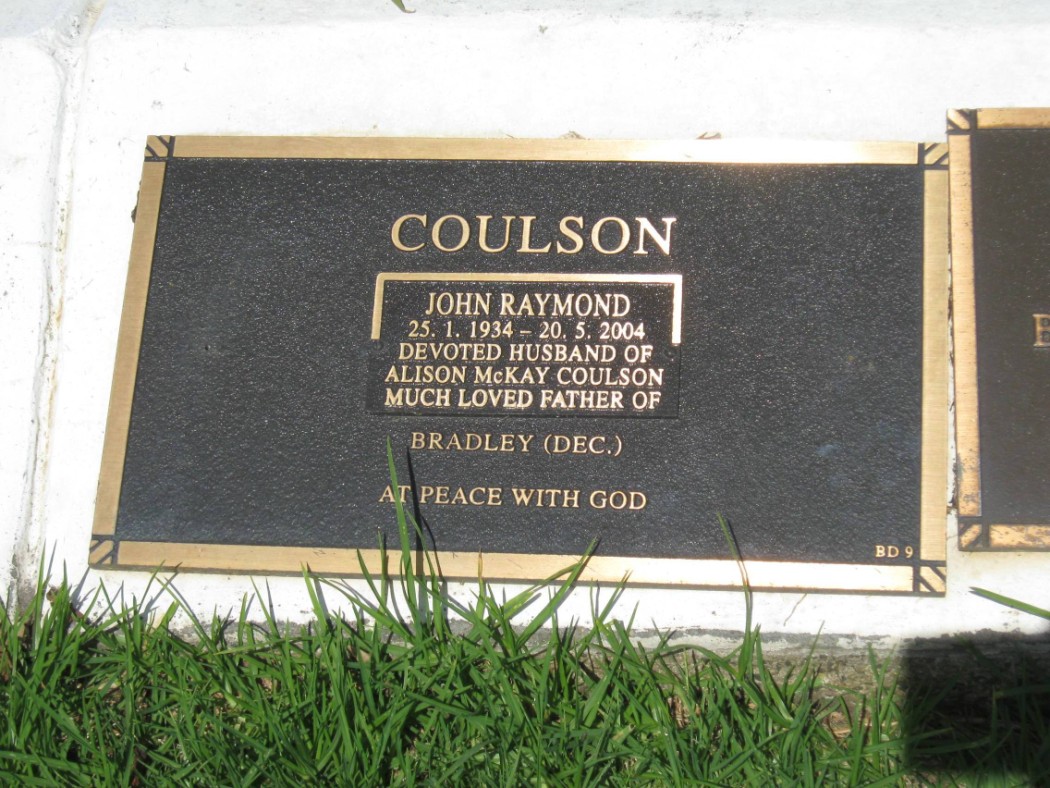 COULSON
JOHN RAYMOND
25. 1. 1934 – 20. 5. 2004
DEVOTED HUSBAND OF
ALISON McKAY COULSON
MUCH LOVED FATHER OF
BRADLEY (DEC.)
AT PEACE WITH GOD
BD 9